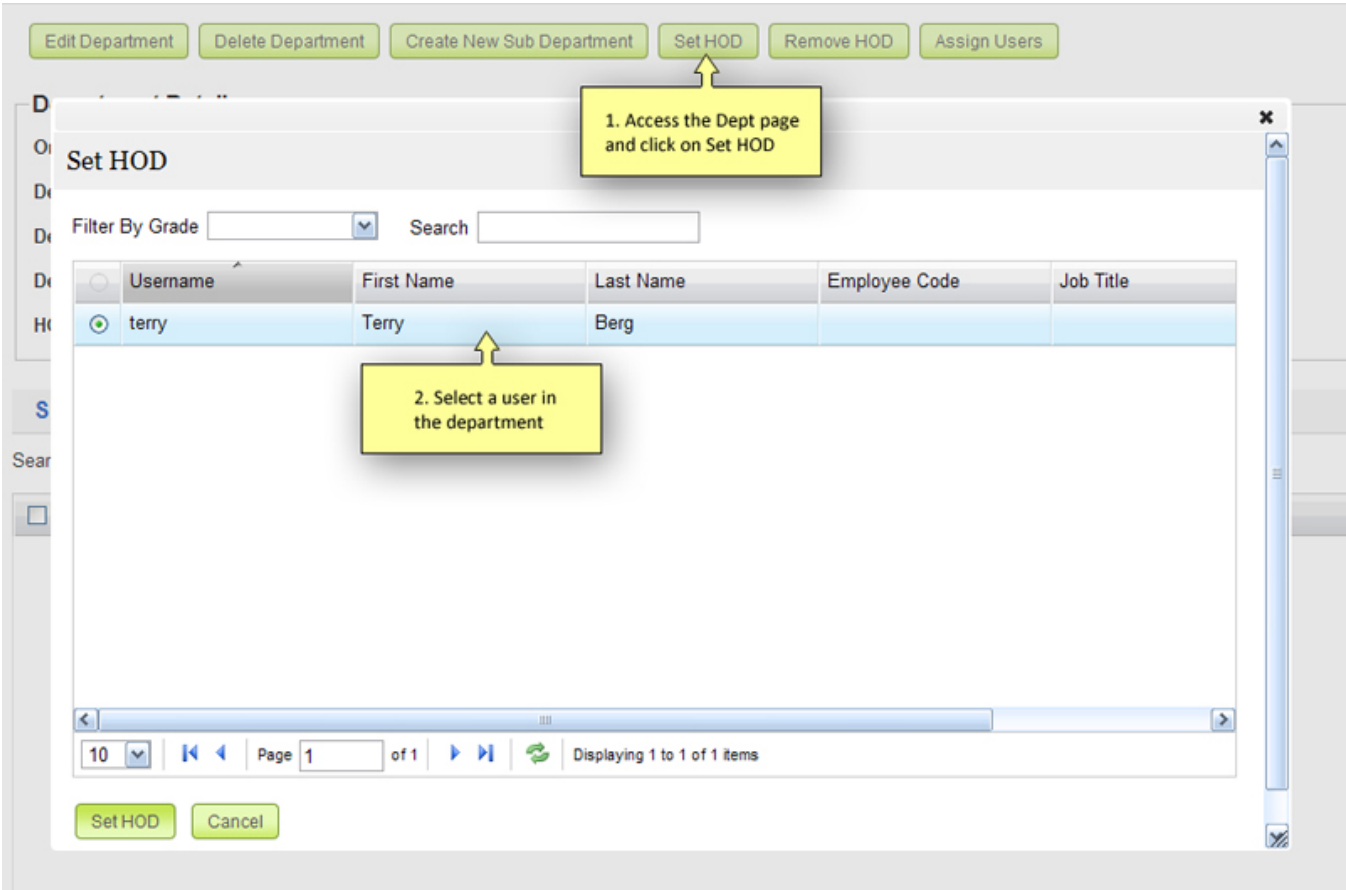 Edit Department Delete Department Create New Sub Department Set HOD Remove HOD Assign Users
1. Access the Dept page
and click on Set HOD
Set HOD
Filter By Grade Search
Username First Name Last Name Employee Code Job Title
terry Terry Berg
2. Select a user in
the department
10 Page 1 of 1 Displaying 1 to 1 of 1 items
Set HOD Cancel